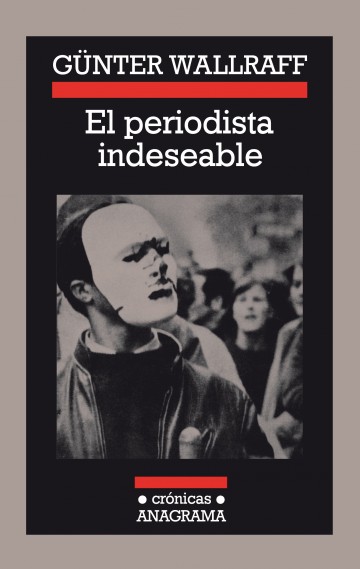 GÜNTER WALLRAFF
El periodista
indeseable
● crónicas ●
ANAGRAMA